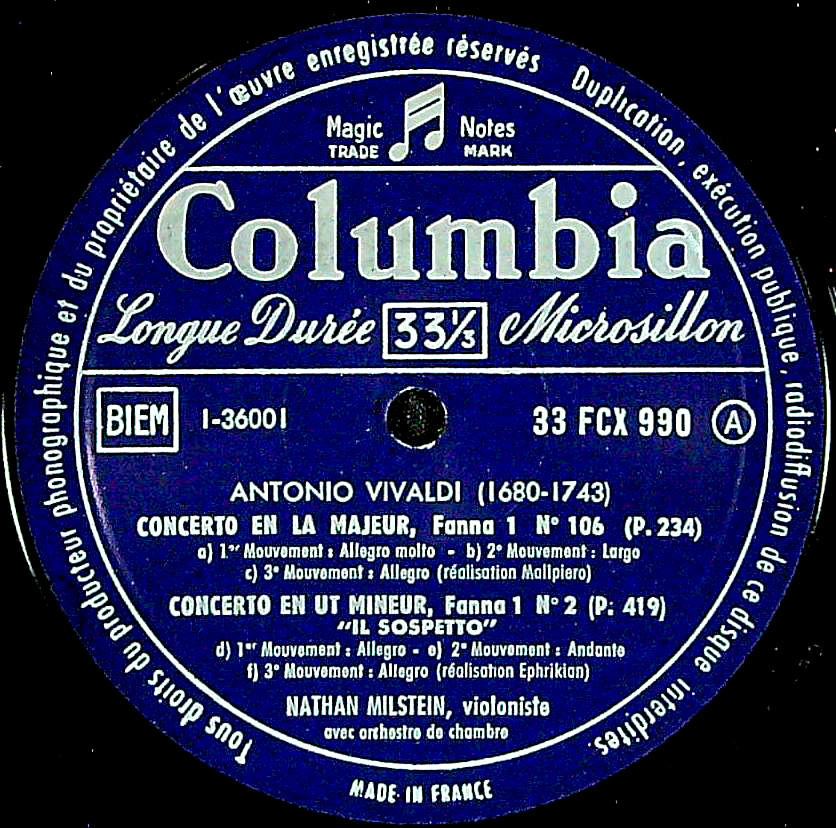 Tous droits du producteur phonographique et du propriétaire de l'œuvre enregistrée réservés
Duplication, exécution publique, radiodiffusion de ce disque interdites.
Magic Notes
TRADE MARK
Columbia
Longue Durée 33⅓ Microsillon
BIEM 1-36001 33 FCX 990 A
ANTONIO VIVALDI (1680-1743)
CONCERTO EN LA MAJEUR, Fanna 1 N° 106 (P. 234)
a) 1er Mouvement : Allegro molto - b) 2e Mouvement : Largo
c) 3e Mouvement : Allegro (réalisation Malipiero)
CONCERTO EN UT MINEUR, Fanna 1 N° 2 (P. 419)
"IL SOSPETTO"
d) 1er Mouvement : Allegro - e) 2e Mouvement : Andante
f) 3e Mouvement : Allegro (réalisation Ephrikian)
NATHAN MILSTEIN, violoniste
avec orchestre de chambre
MADE IN FRANCE